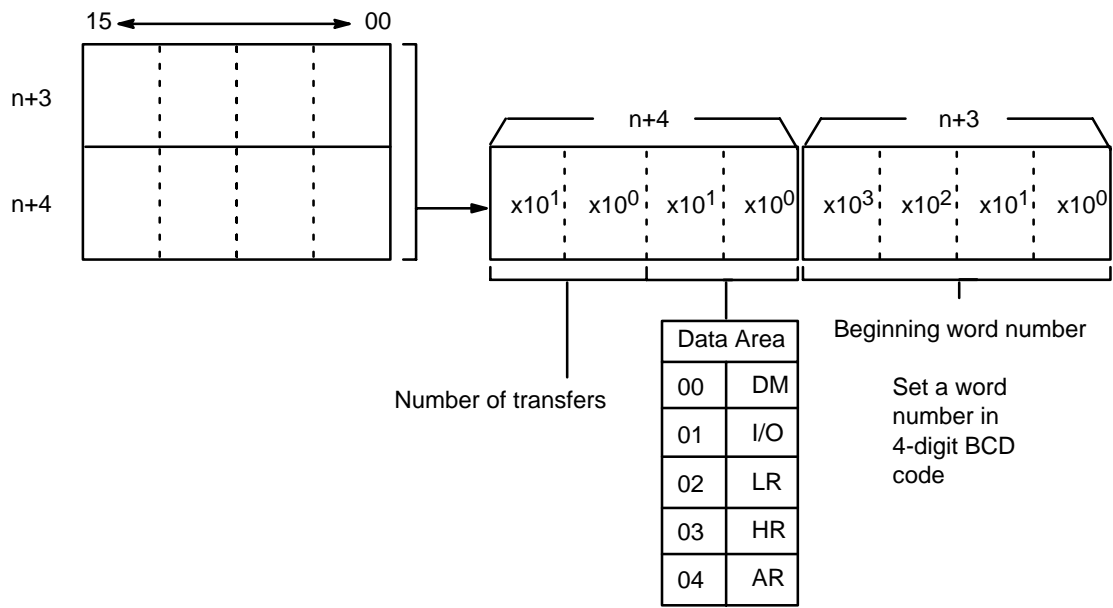 15 00
n+3
n+4
n+4 n+3
x10¹ x10⁰ x10¹ x10⁰ x10³ x10² x10¹ x10⁰
Number of transfers
Data Area
00 DM
01 I/O
02 LR
03 HR
04 AR
Beginning word number
Set a word
number in
4-digit BCD
code